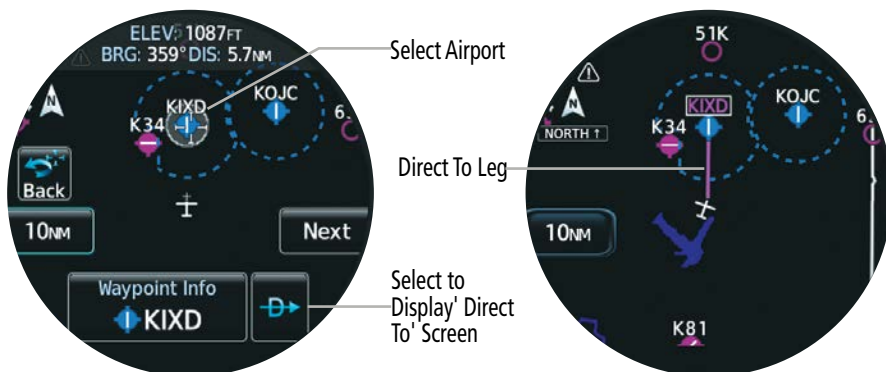 ELEV: 1087FT
BRG: 359° DIS: 5.7NM
N
KIXD
KOJC
K34
6.
Back
10NM
Next
Waypoint Info
KIXD
D
Select Airport
Direct To Leg
Select to
Display' Direct
To' Screen
51K
N
NORTH ↑
KIXD
KOJC
K34
6.
10NM
K81